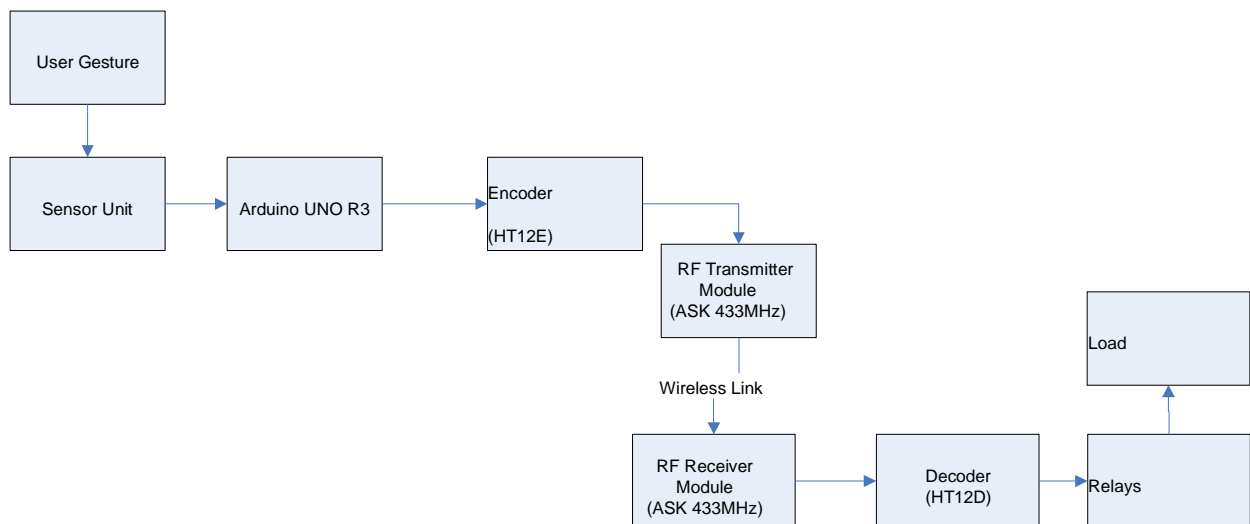 User Gesture
Sensor Unit
Arduino UNO R3
Encoder
(HT12E)
RF Transmitter
Module
(ASK 433MHz)
Wireless Link
RF Receiver
Module
(ASK 433MHz)
Decoder
(HT12D)
Relays
Load